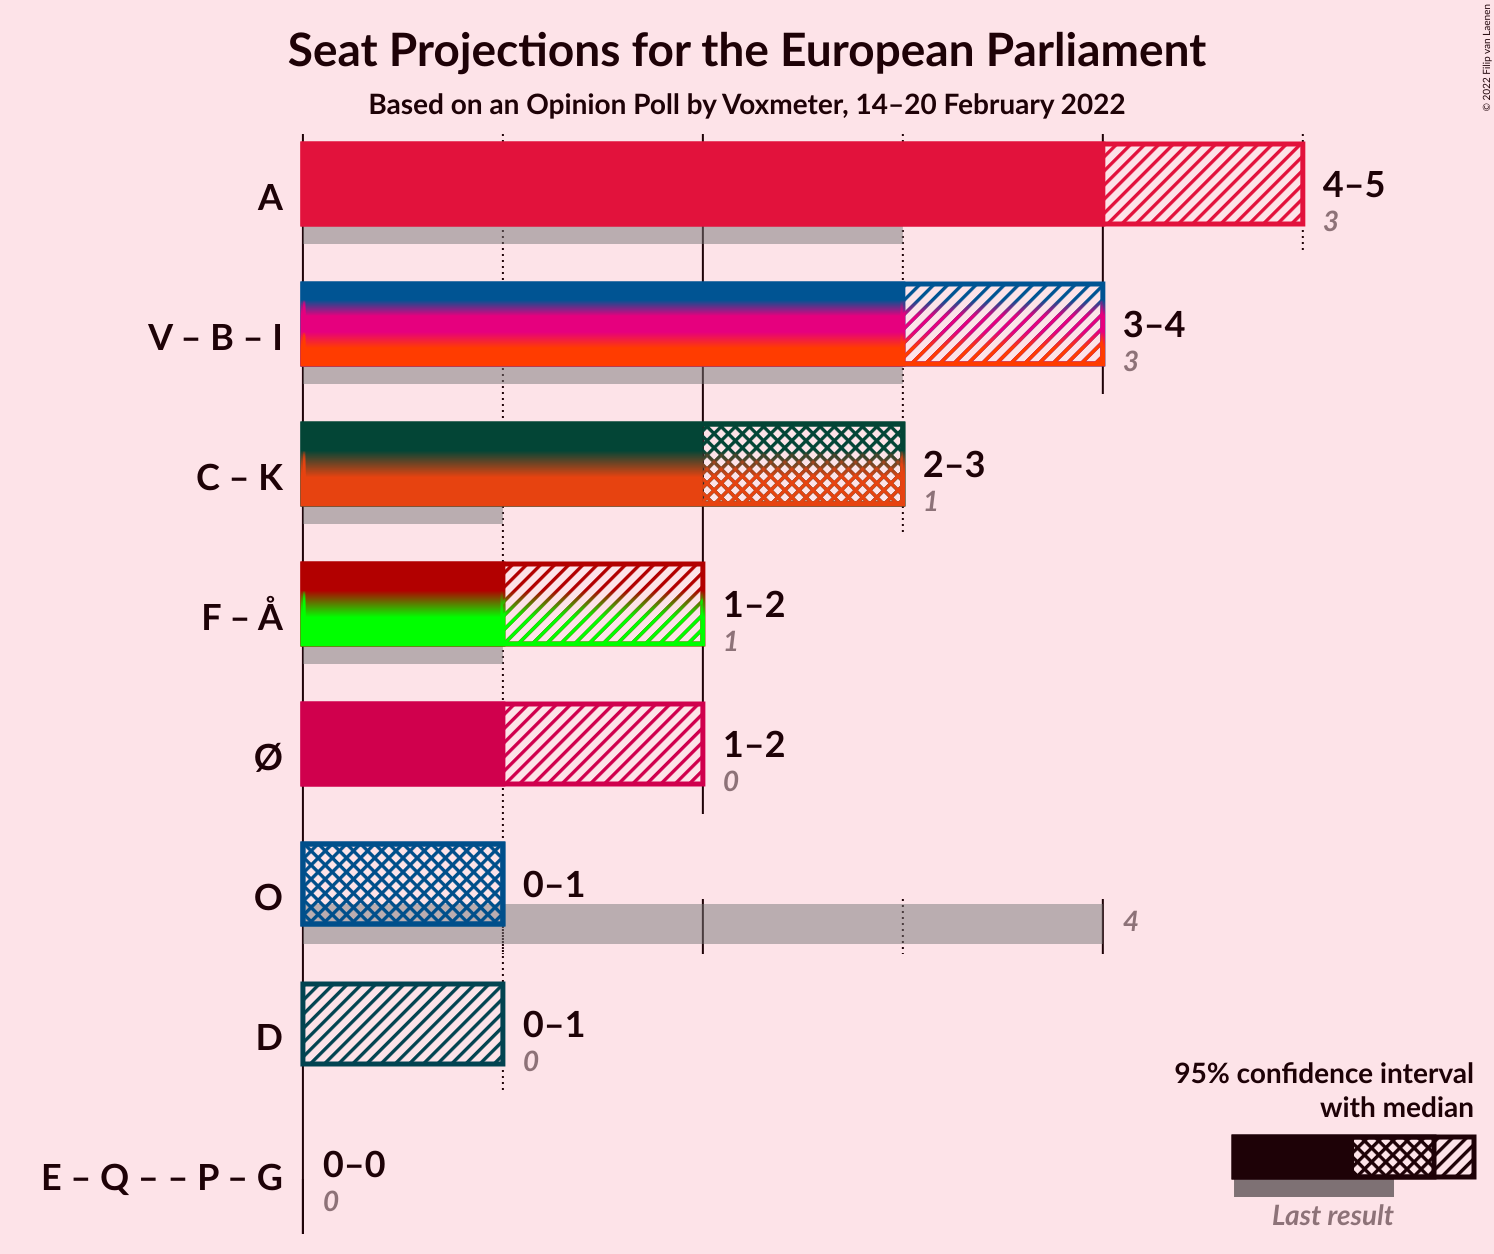 Seat Projections for the European Parliament
Based on an Opinion Poll by Voxmeter, 14–20 February 2022
© 2022 Filip van Laenen
A
4–5
3
V – B – I
3–4
3
C – K
2–3
1
F – Å
1–2
1
Ø
1–2
0
O
0–1
4
D
0–1
0
E – Q – – P – G
0–0
0
95% confidence interval
with median
Last result